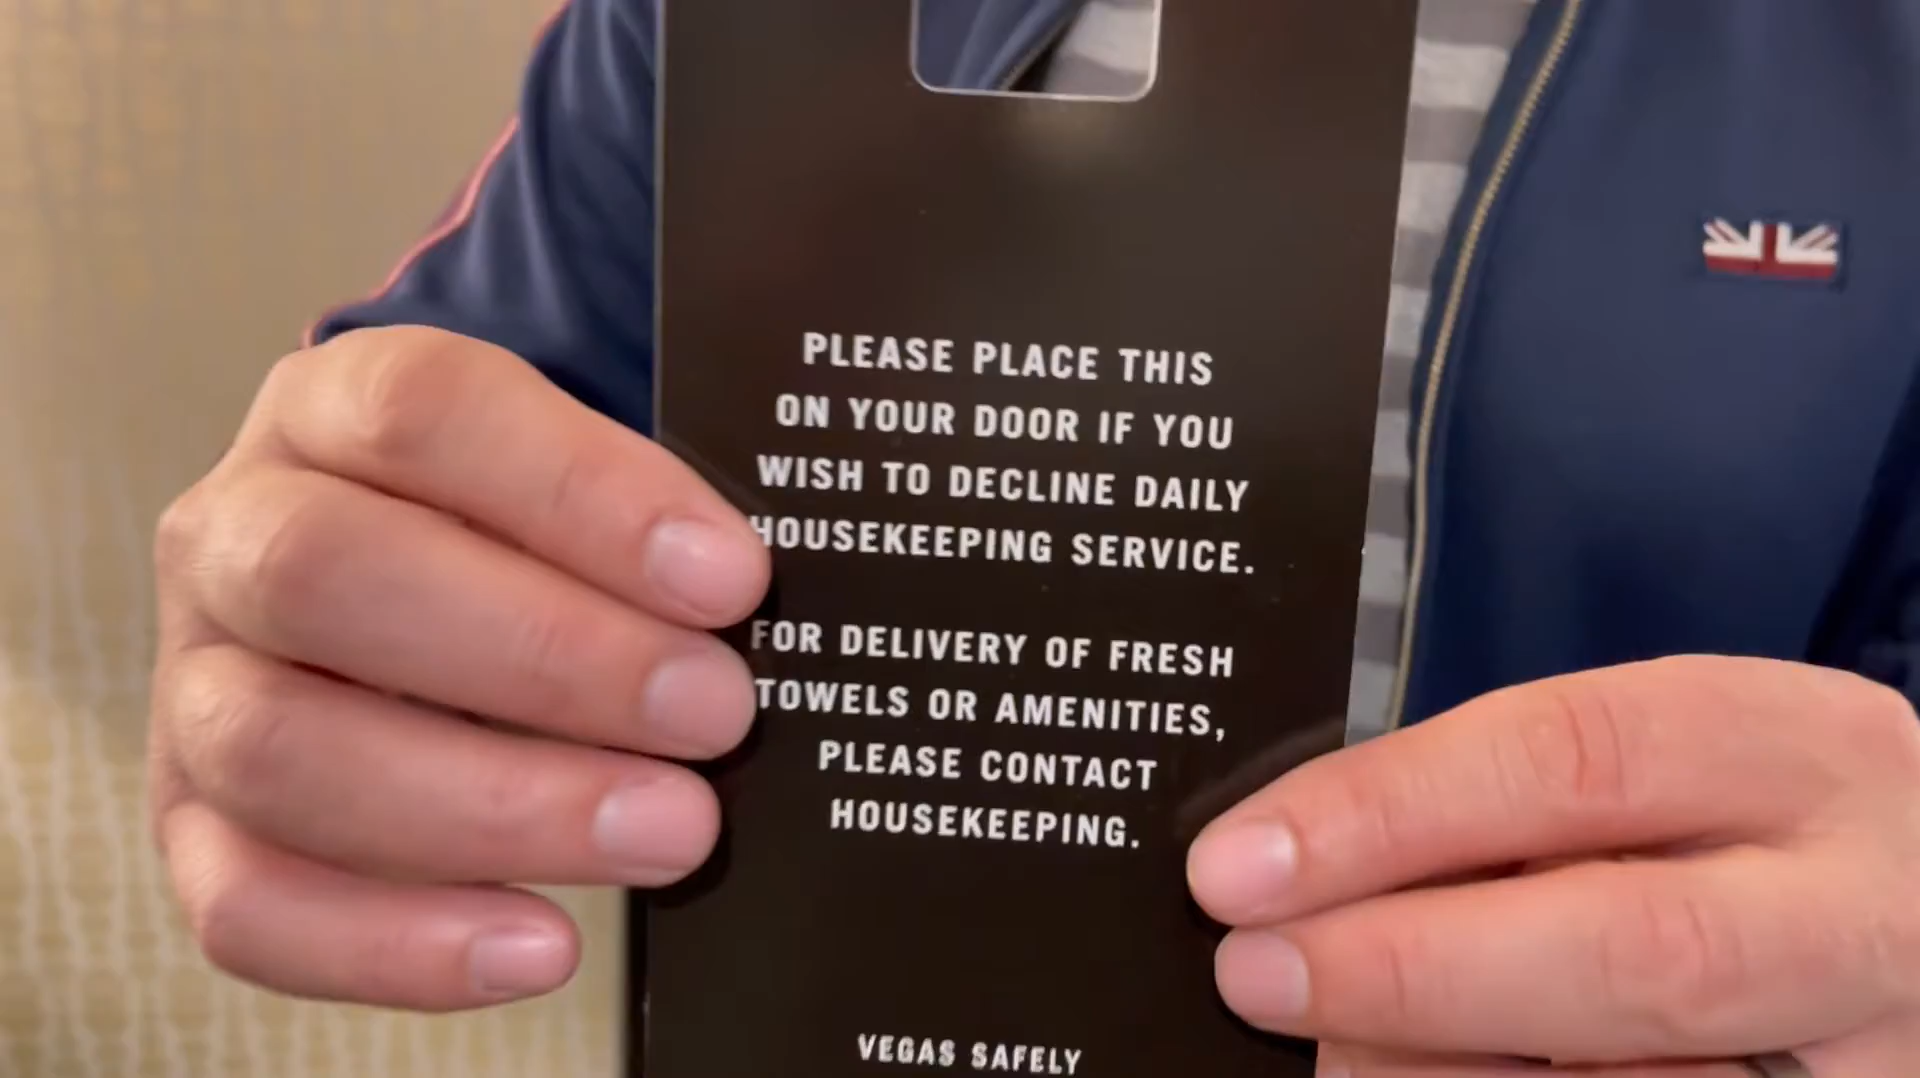 PLEASE PLACE THIS
ON YOUR DOOR IF YOU
WISH TO DECLINE DAILY
HOUSEKEEPING SERVICE.
FOR DELIVERY OF FRESH
TOWELS OR AMENITIES,
PLEASE CONTACT
HOUSEKEEPING.
VEGAS SAFELY